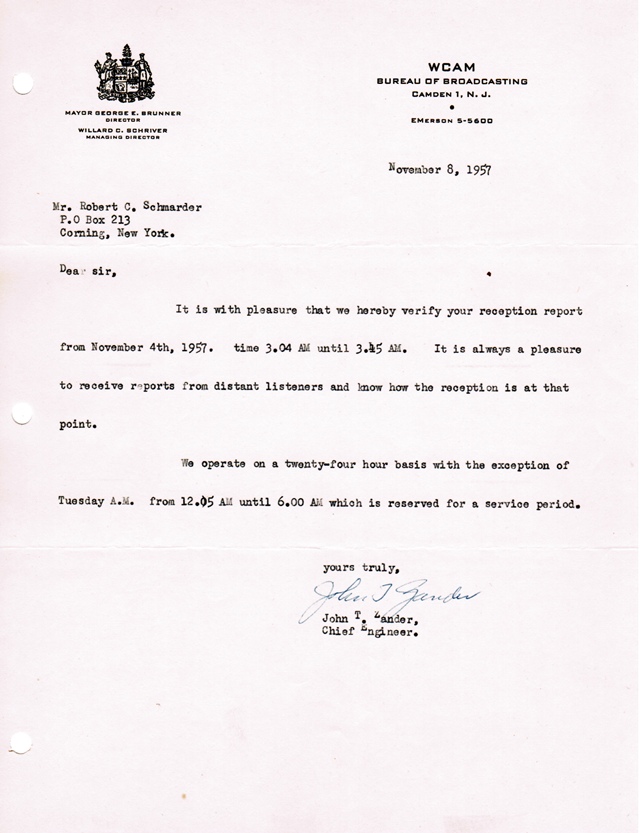 WCAM
BUREAU OF BROADCASTING
CAMDEN 1, N. J.
EMERSON 5-5600
MAYOR GEORGE E. BRUNNER
DIRECTOR
WILLARD C. SCHRIVER
MANAGING DIRECTOR
November 8, 1957
Mr. Robert C. Schmarder
P.O Box 213
Corning, New York.
Dear sir,
It is with pleasure that we hereby verify your reception report
from November 4th, 1957. time 3.04 AM until 3.45 AM. It is always a pleasure
to receive reports from distant listeners and know how the reception is at that
point.
We operate on a twenty-four hour basis with the exception of
Tuesday A.M. from 12.05 AM until 6.00 AM which is reserved for a service period.
yours truly,
John T Zander
John T. Zander,
Chief Engineer.